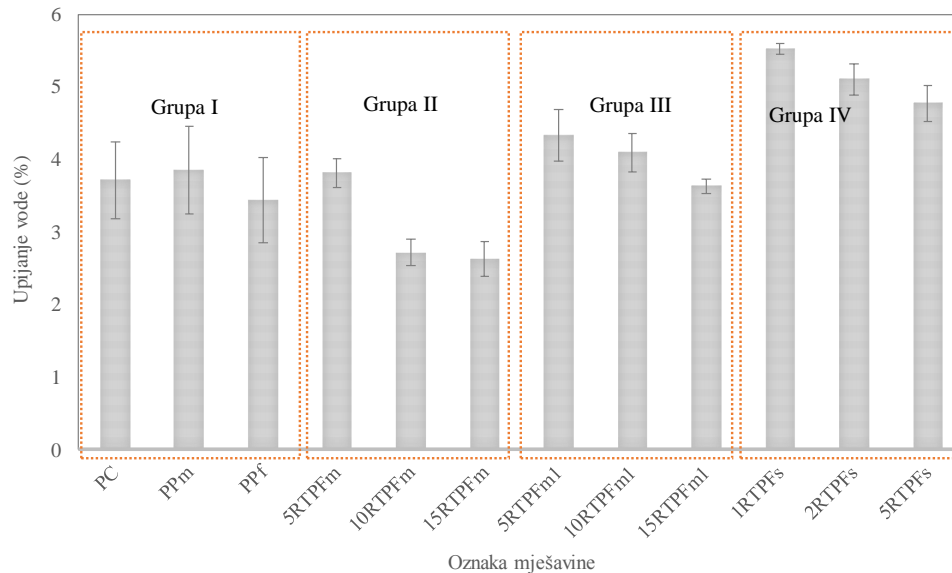 6
5
4
3
2
1
0
Upijanje vode (%)
Grupa I
Grupa II
Grupa III
Grupa IV
PC
PPm
PPf
5RTPFm
10RTPFm
15RTPFm
5RTPFm1
10RTPFm1
15RTPFm1
1RTPFs
2RTPFs
5RTPFs
Oznaka mješavine